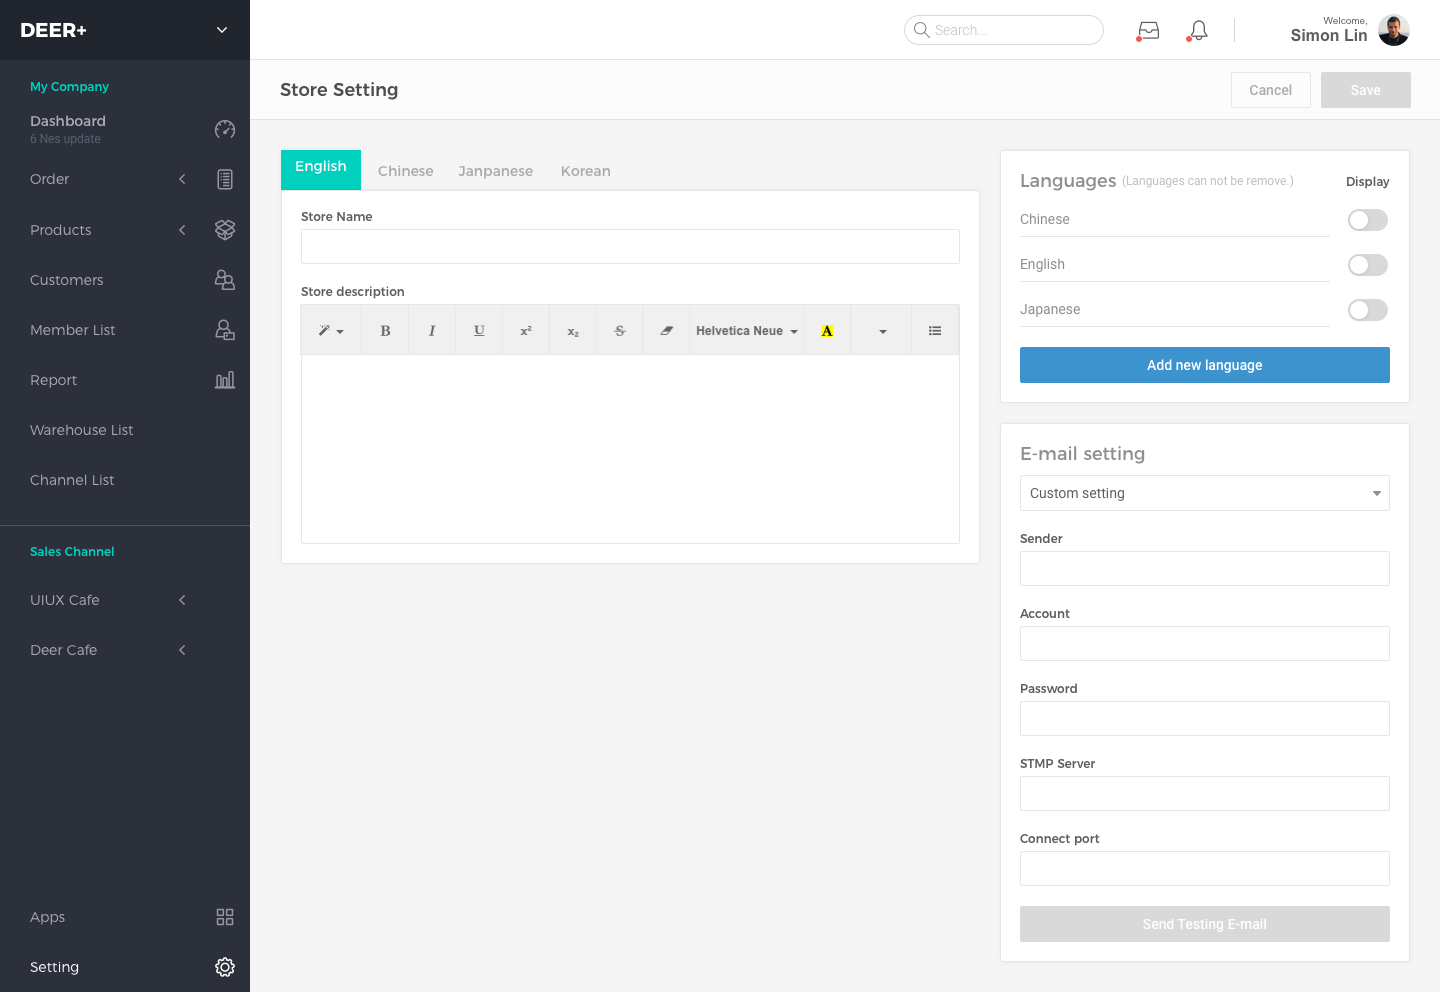 DEER+
Search...
Welcome,
Simon Lin
Store Setting
Cancel
Save
My Company
Dashboard
6 Nes update
Order
Products
Customers
Member List
Report
Warehouse List
Channel List
Sales Channel
UIUX Cafe
Deer Cafe
Apps
Setting
English Chinese Janpanese Korean
Store Name
Store description
B I U x² x₂ S Helvetica Neue A
Languages (Languages can not be remove.) Display
Chinese
English
Japanese
Add new language
E-mail setting
Custom setting
Sender
Account
Password
STMP Server
Connect port
Send Testing E-mail